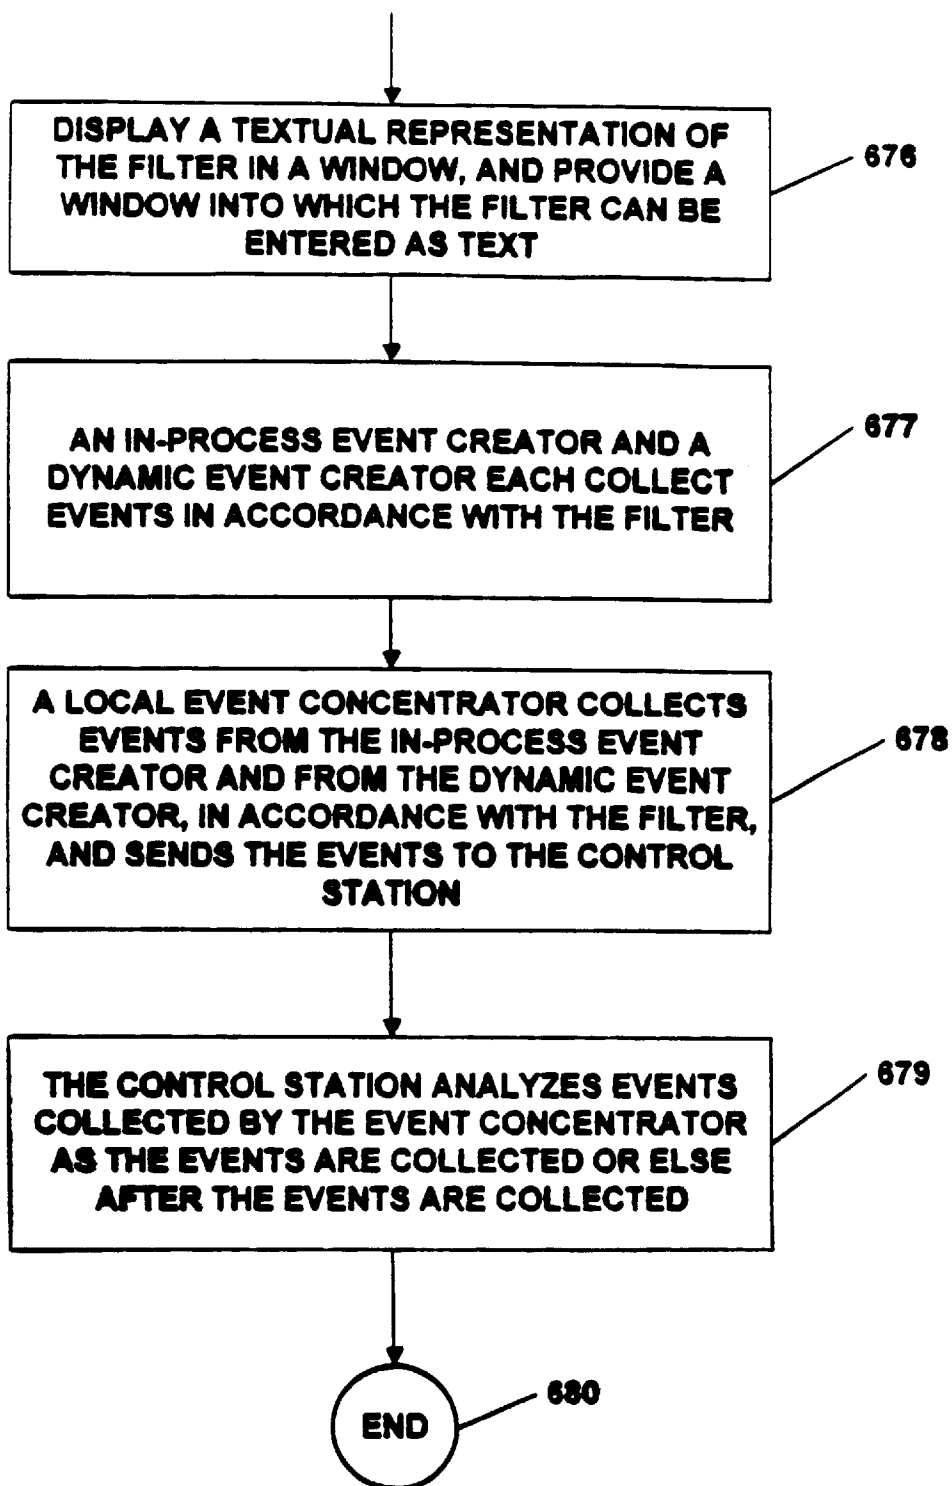 DISPLAY A TEXTUAL REPRESENTATION OF
THE FILTER IN A WINDOW, AND PROVIDE A
WINDOW INTO WHICH THE FILTER CAN BE
ENTERED AS TEXT
676
AN IN-PROCESS EVENT CREATOR AND A
DYNAMIC EVENT CREATOR EACH COLLECT
EVENTS IN ACCORDANCE WITH THE FILTER
677
A LOCAL EVENT CONCENTRATOR COLLECTS
EVENTS FROM THE IN-PROCESS EVENT
CREATOR AND FROM THE DYNAMIC EVENT
CREATOR, IN ACCORDANCE WITH THE FILTER,
AND SENDS THE EVENTS TO THE CONTROL
STATION
678
THE CONTROL STATION ANALYZES EVENTS
COLLECTED BY THE EVENT CONCENTRATOR
AS THE EVENTS ARE COLLECTED OR ELSE
AFTER THE EVENTS ARE COLLECTED
679
END
680